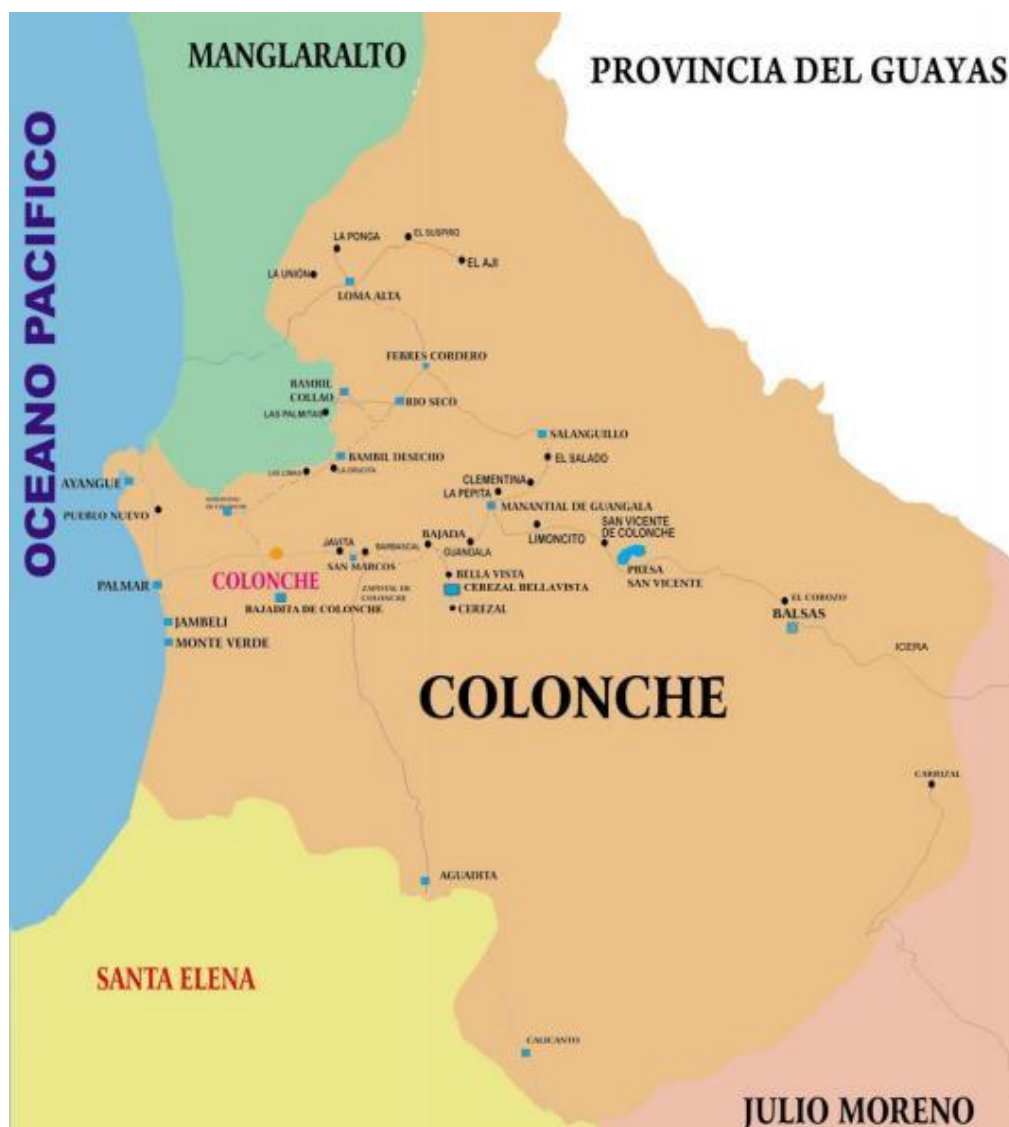 MANGLARALTO
PROVINCIA DEL GUAYAS
OCEANO PACIFICO
LA PONGA
EL SUSPIRO
EL AJI
LA UNIÓN
LOMA ALTA
FEBRES CORDERO
BAMBIL
COLLAO
RIO SECO
LAS PALMITAS
SALANGUILLO
BAMBIL DESECHO
EL SALADO
AYANGUE
CLEMENTINA
LA PEPITA
MANANTIAL DE GUANGALA
PUEBLO NUEVO
SAN VICENTE
DE COLONCHE
BAJADA
LIMONCITO
JAVITA
BARBASCAL
GUANGALA
SAN MARCOS
PRESA
SAN VICENTE
COLONCHE
BELLA VISTA
PALMAR
ZAPOTAL DE
COLONCHE
CEREZAL BELLAVISTA
BAJADITA DE COLONCHE
CEREZAL
EL COROZO
BALSAS
JAMBELI
MONTE VERDE
ICERA
COLONCHE
CARRIZAL
AGUADITA
SANTA ELENA
CALICANTO
JULIO MORENO